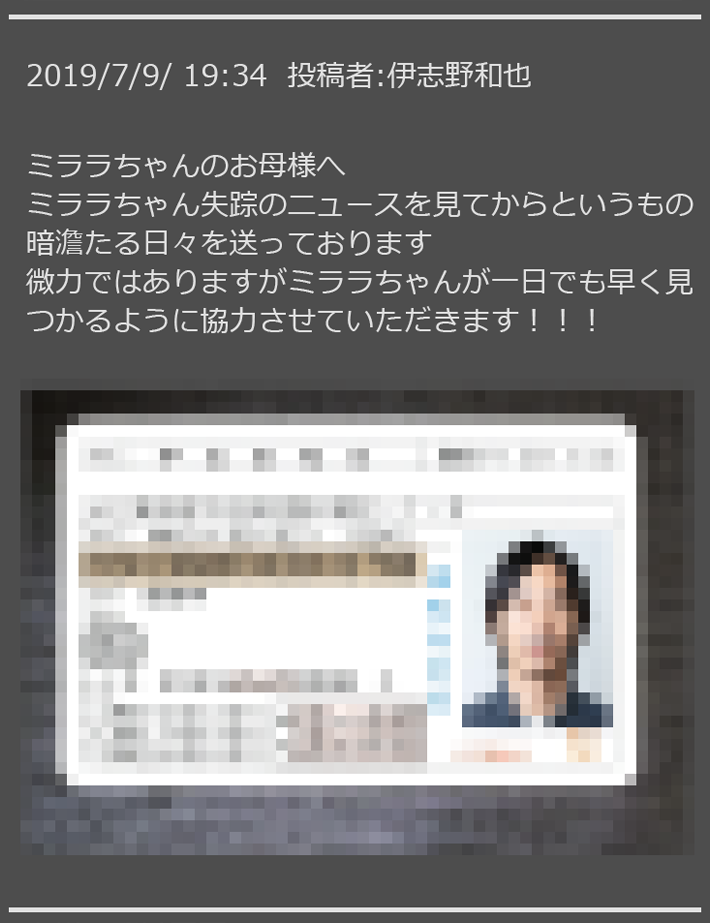 2019/7/9/ 19:34 投稿者:伊志野和也
ミララちゃんのお母様へ
ミララちゃん失踪のニュースを見てからというもの
暗澹たる日々を送っております
微力ではありますがミララちゃんが一日でも早く見
つかるように協力させていただきます！！！